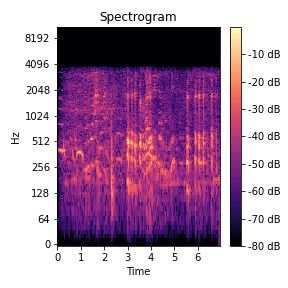 Spectrogram
8192
4096
2048
1024
512
256
128
64
0
Hz
0 1 2 3 4 5 6
Time
-10 dB
-20 dB
-30 dB
-40 dB
-50 dB
-60 dB
-70 dB
-80 dB